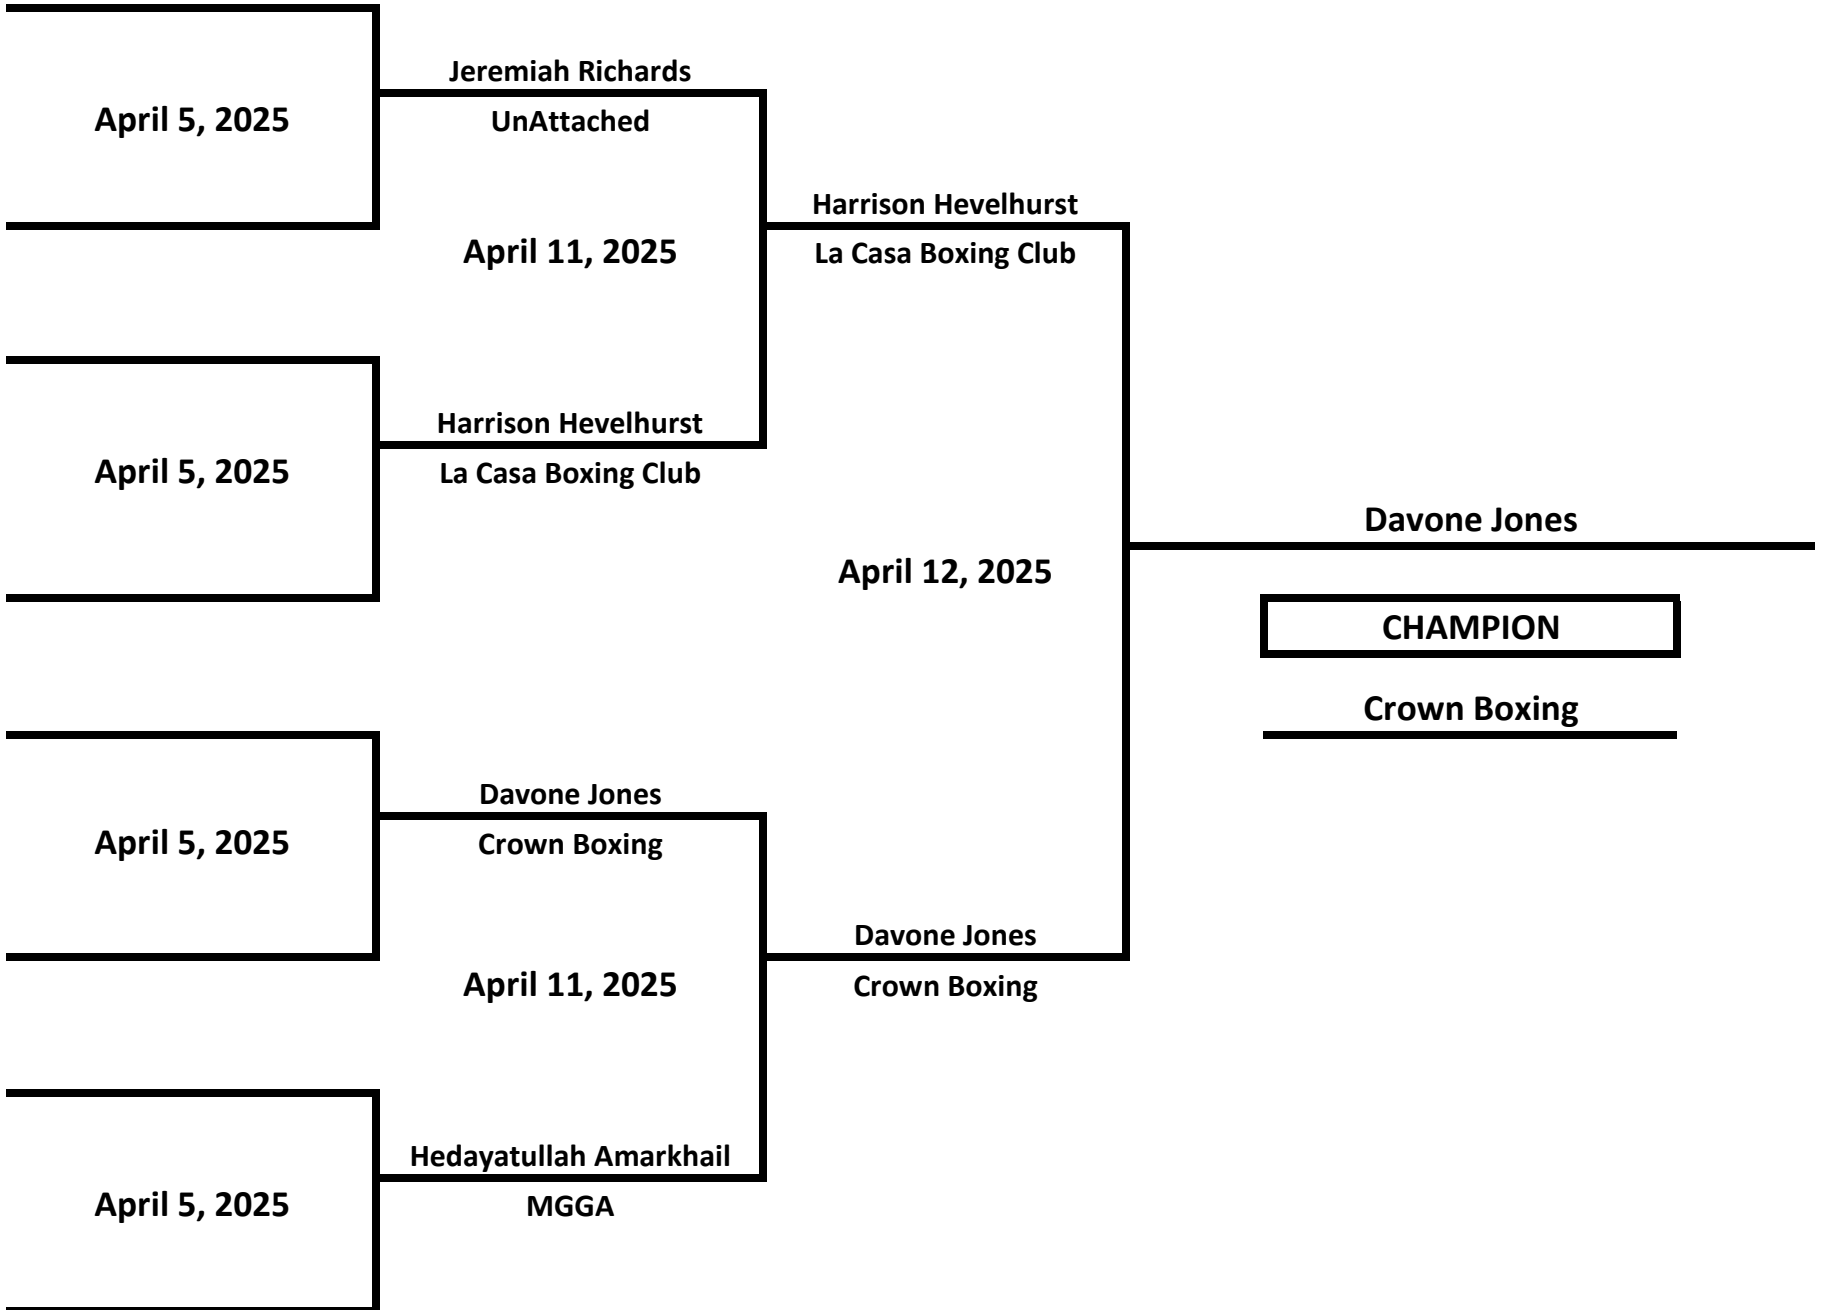 April 5, 2025
Jeremiah Richards
UnAttached
April 11, 2025
April 5, 2025
Harrison Hevelhurst
La Casa Boxing Club
Harrison Hevelhurst
La Casa Boxing Club
April 12, 2025
April 5, 2025
Davone Jones
Crown Boxing
April 11, 2025
April 5, 2025
Hedayatullah Amarkhail
MGGA
Davone Jones
Crown Boxing
Davone Jones
CHAMPION
Crown Boxing